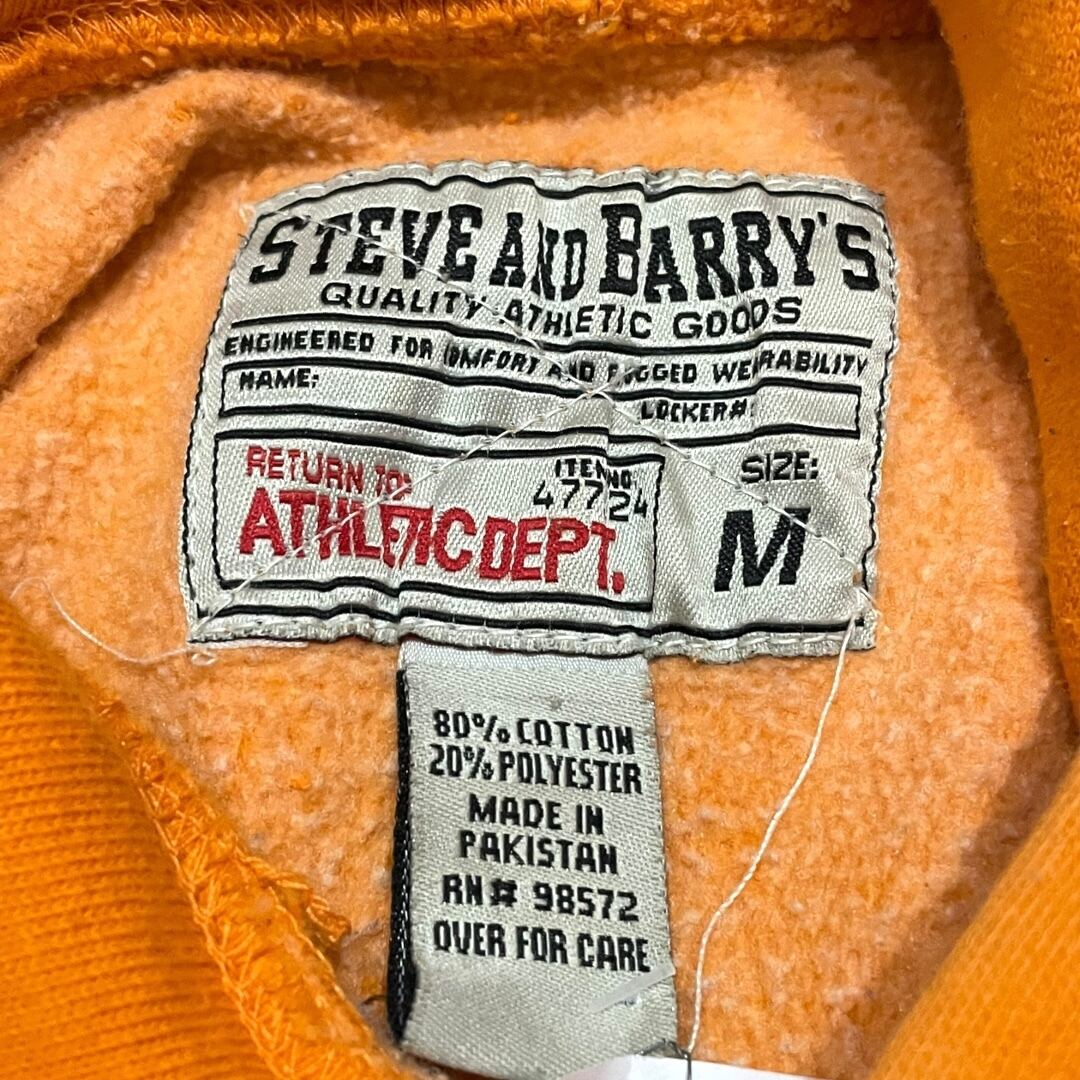 STEVE AND BARRY'S
QUALITY ATHLETIC GOODS
ENGINEERED FOR COMFORT AND RUGGED WEARABILITY
NAME:
LOCKER#:
RETURN TO:
ATHLETIC DEPT.
ITEM NO.
47724
SIZE:
M
80% COTTON
20% POLYESTER
MADE IN
PAKISTAN
RN# 98572
OVER FOR CARE